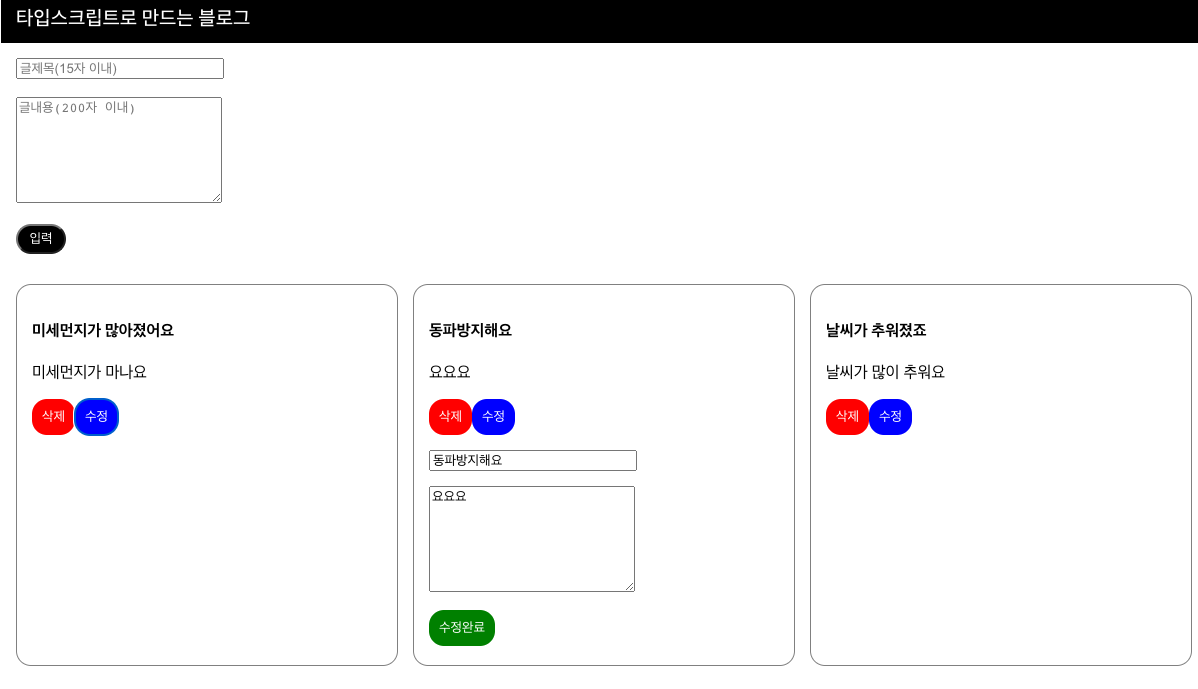 타입스크립트로 만드는 블로그
글제목(15자 이내)
글내용(200자 이내)
입력
미세먼지가 많아졌어요
미세먼지가 마나요
삭제 수정
동파방지해요
요요요
삭제 수정
동파방지해요
요요요
수정완료
날씨가 추워졌죠
날씨가 많이 추워요
삭제 수정